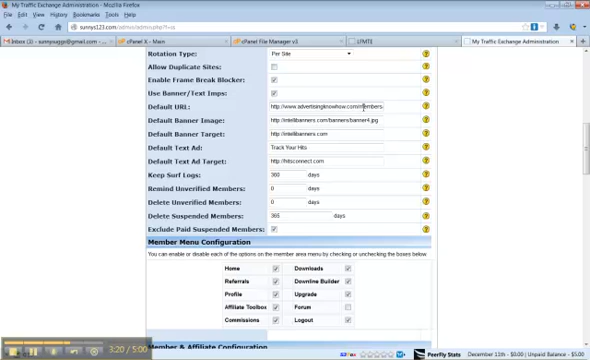 My Traffic Exchange Administration - Mozilla Firefox
File Edit View History Bookmarks Tools Help
sunnys123.com
cPanel X - Main
cPanel File Manager v3
LFMTE
My Traffic Exchange Administration
Rotation Type: Per Site
Allow Duplicate Sites:
Enable Frame Break Blocker:
Use Banner/Text Imps:
Default URL: http://www.advertisingknowhow.com/members
Default Banner Image: http://intellibanners.com/banners/banner4.jpg
Default Banner Target: http://intellibanners.com
Default Text Ad: Track Your Hits
Default Text Ad Target: http://hitsconnect.com
Keep Surf Logs: 360 days
Remind Unverified Members: 0 days
Delete Unverified Members: 0 days
Delete Suspended Members: 365 days
Exclude Paid Suspended Members:
Member Menu Configuration
You can enable or disable each of the options on the member area menu by checking or unchecking the boxes below
Home Downloads
Referrals Downline Builder
Profile Upgrade
Affiliate Toolbox Forum
Commissions Logout
Member & Affiliate Configuration
3:20 / 5:00
Peerfly Stats
December 11th - $0.00 | Unpaid Balance - $5.00